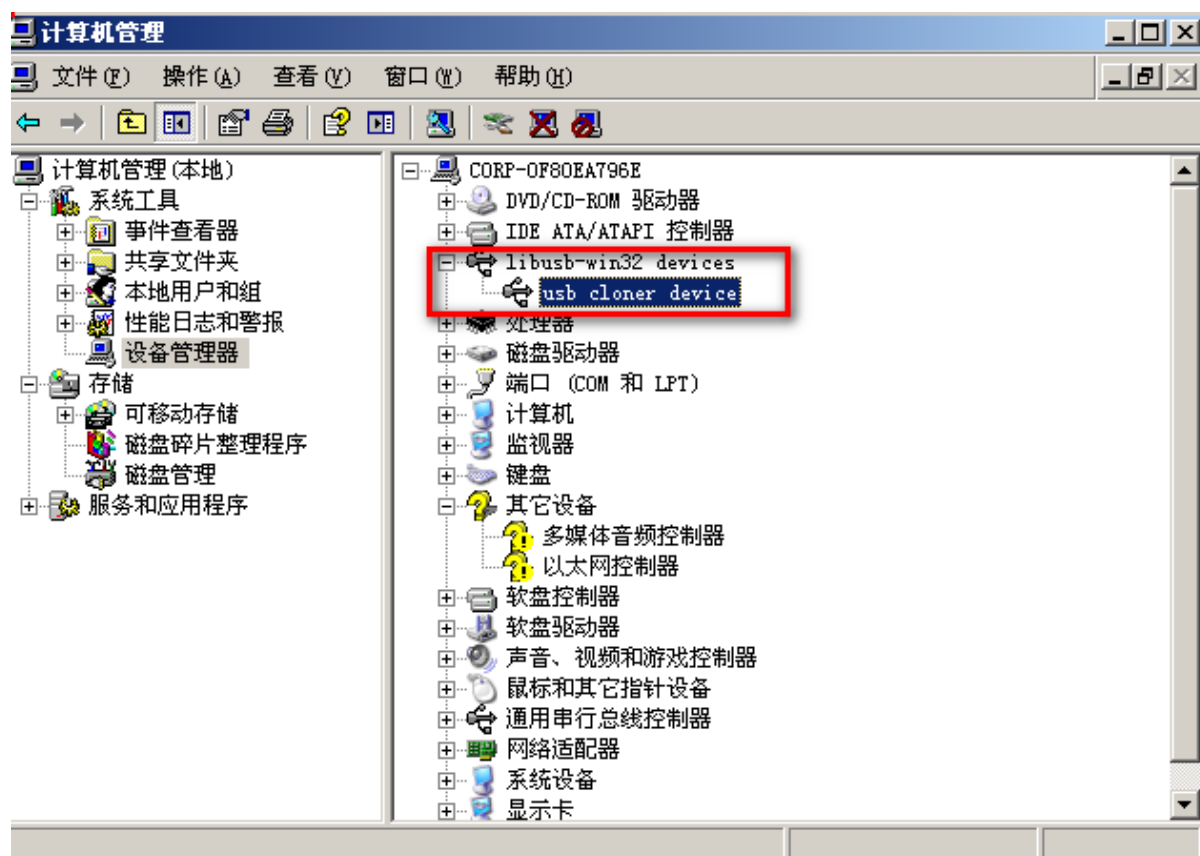 计算机管理
文件(F) 操作(A) 查看(V) 窗口(W) 帮助(H)
计算机管理(本地)
系统工具
事件查看器
共享文件夹
本地用户和组
性能日志和警报
设备管理器
存储
可移动存储
磁盘碎片整理程序
磁盘管理
服务和应用程序
CORP-0F80EA796E
DVD/CD-ROM 驱动器
IDE ATA/ATAPI 控制器
libusb-win32 devices
usb cloner device
处理器
磁盘驱动器
端口 (COM 和 LPT)
计算机
监视器
键盘
其它设备
多媒体音频控制器
以太网控制器
软盘控制器
软盘驱动器
声音、视频和游戏控制器
鼠标和其它指针设备
通用串行总线控制器
网络适配器
系统设备
显示卡